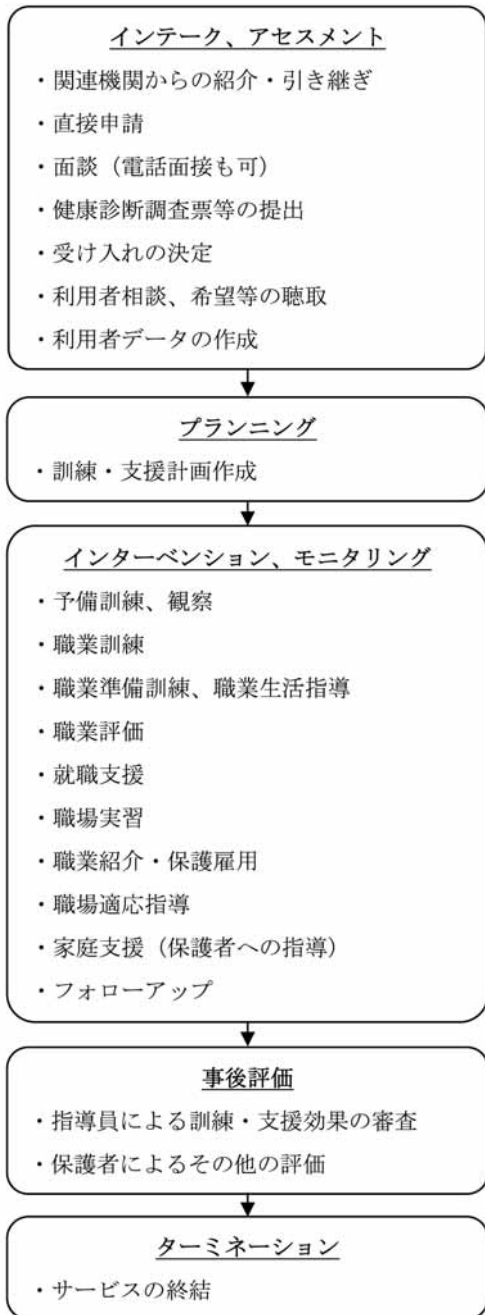 インテーク、アセスメント
・関連機関からの紹介・引き継ぎ
・直接申請
・面談（電話面接も可）
・健康診断調査票等の提出
・受け入れの決定
・利用者相談、希望等の聴取
・利用者データの作成
プランニング
・訓練・支援計画作成
インターベンション、モニタリング
・予備訓練、観察
・職業訓練
・職業準備訓練、職業生活指導
・職業評価
・就職支援
・職場実習
・職業紹介・保護雇用
・職場適応指導
・家庭支援（保護者への指導）
・フォローアップ
事後評価
・指導員による訓練・支援効果の審査
・保護者によるその他の評価
ターミネーション
・サービスの終結